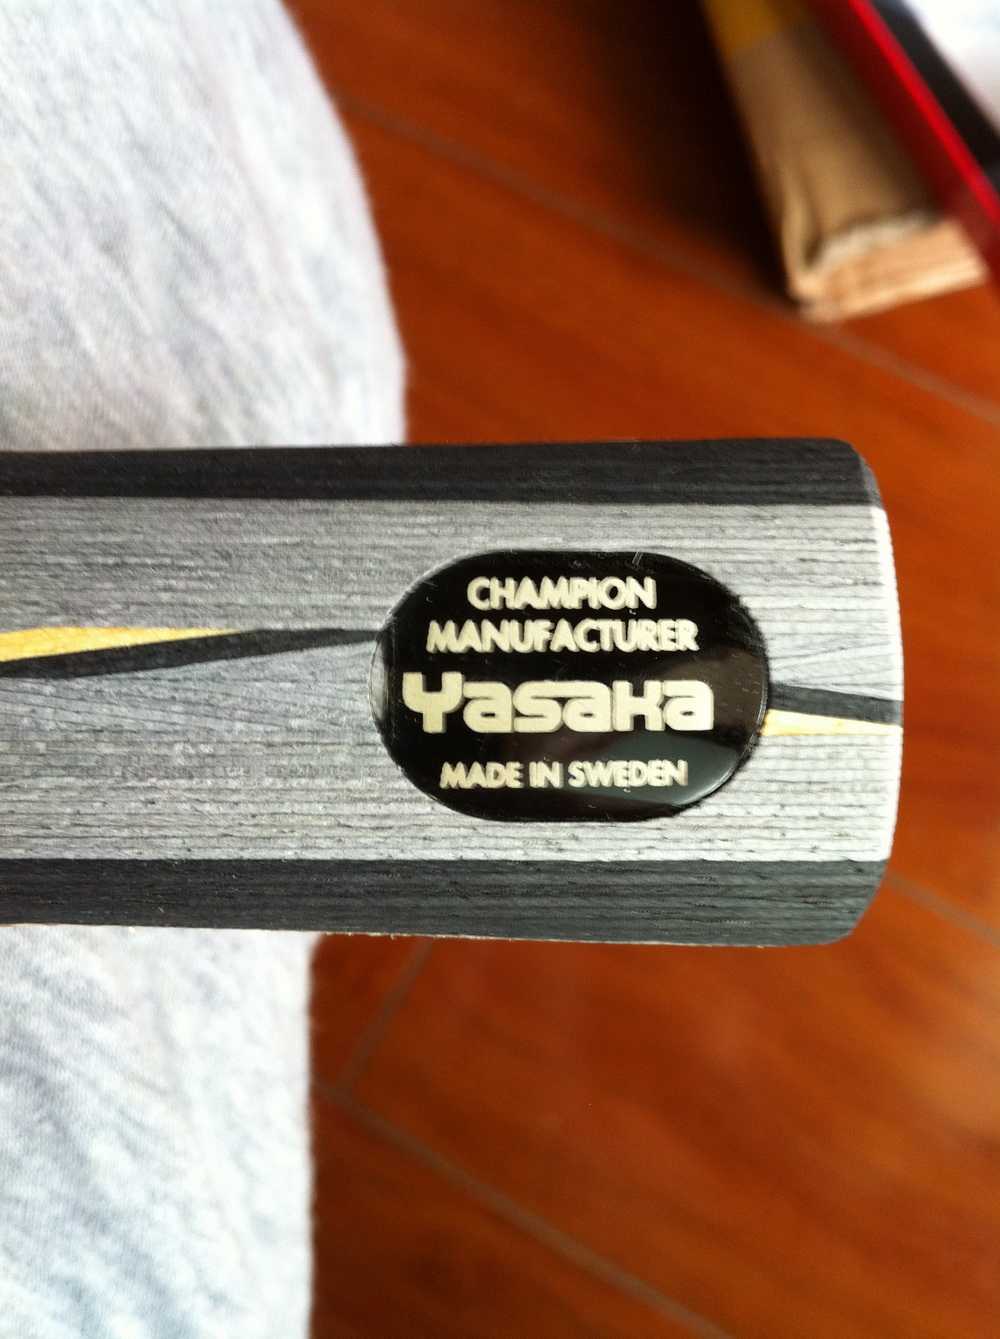 CHAMPION
MANUFACTURER
Yasaka
MADE IN SWEDEN